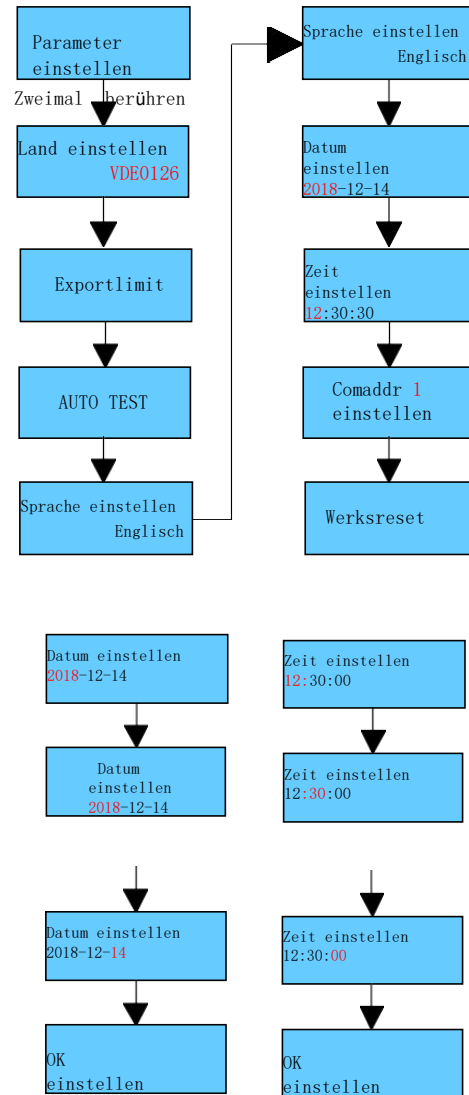 Parameter
einstellen
Zweimal berühren
Land einstellen
VDE0126
Exportlimit
AUTO TEST
Sprache einstellen
Englisch
Sprache einstellen
Englisch
Datum
einstellen
2018-12-14
Zeit
einstellen
12:30:30
Comaddr 1
einstellen
Werksreset
Datum einstellen
2018-12-14
Datum
einstellen
2018-12-14
Datum einstellen
2018-12-14
OK
einstellen
Zeit einstellen
12:30:00
Zeit einstellen
12:30:00
Zeit einstellen
12:30:00
OK
einstellen